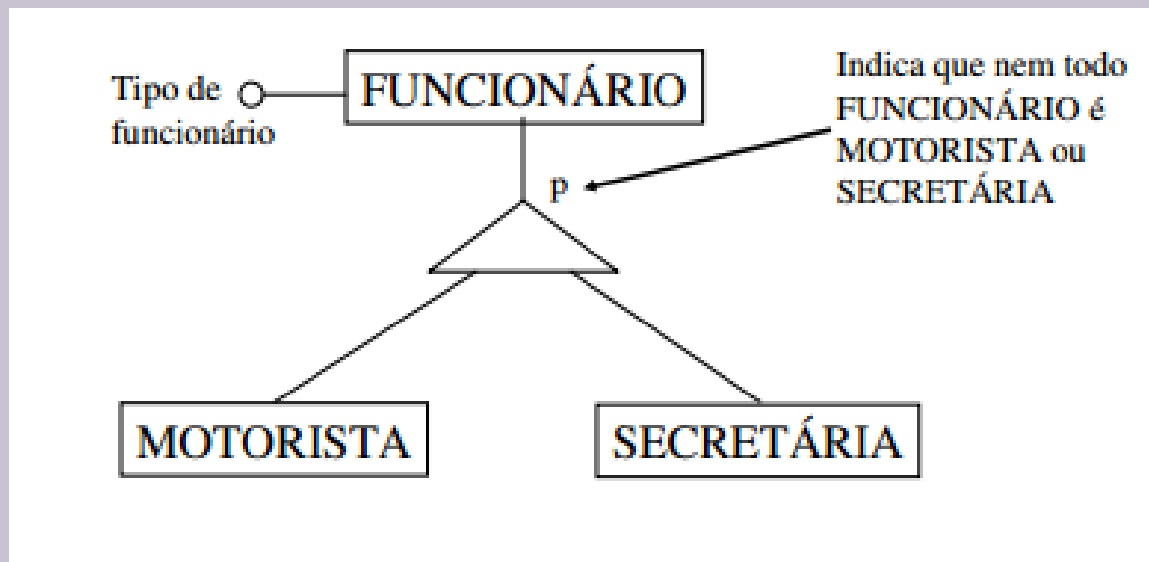 Tipo de
funcionário
FUNCIONÁRIO
Indica que nem todo
FUNCIONÁRIO é
MOTORISTA ou
SECRETÁRIA
p
MOTORISTA
SECRETÁRIA